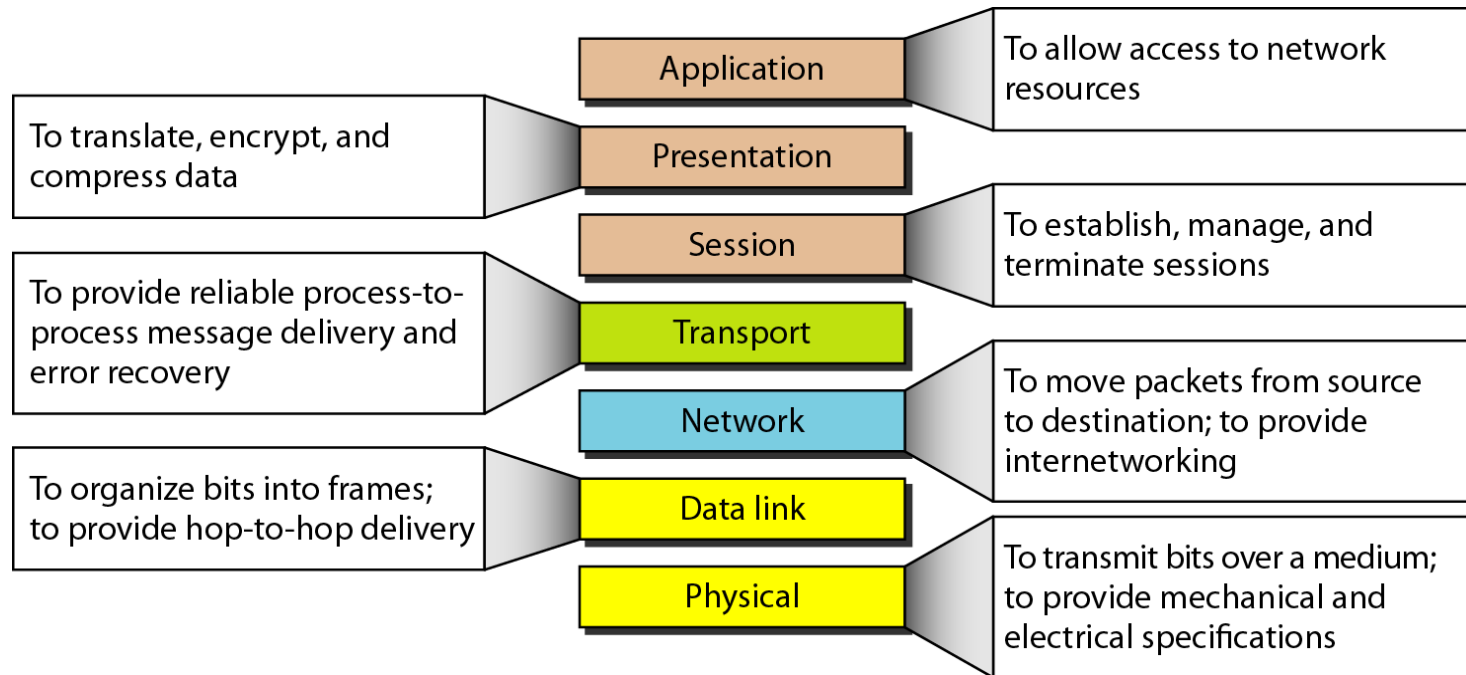 Application
To allow access to network
resources
To translate, encrypt, and
compress data
Presentation
Session
To establish, manage, and
terminate sessions
To provide reliable process-to-
process message delivery and
error recovery
Transport
Network
To move packets from source
to destination; to provide
internetworking
To organize bits into frames;
to provide hop-to-hop delivery
Data link
Physical
To transmit bits over a medium;
to provide mechanical and
electrical specifications